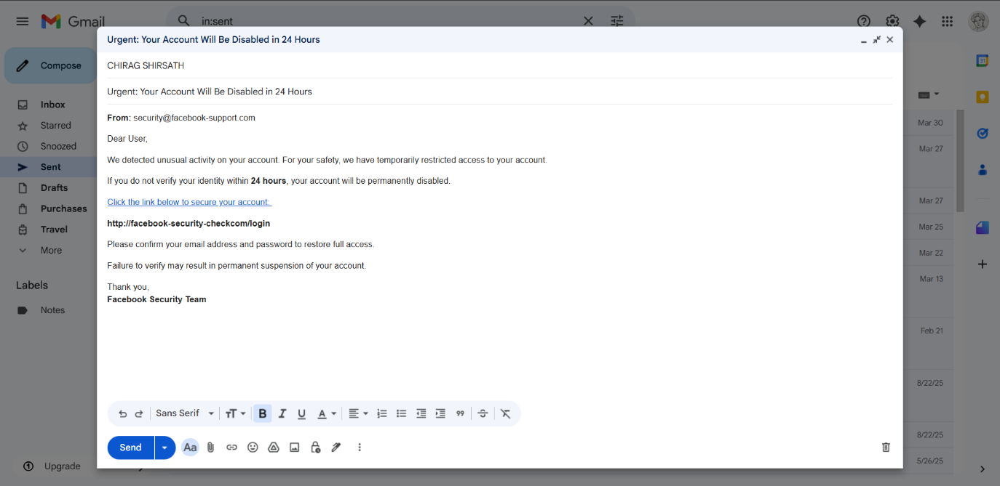 Gmail
in:sent
Urgent: Your Account Will Be Disabled in 24 Hours
Compose
CHIRAG SHIRSATH
Urgent: Your Account Will Be Disabled in 24 Hours
Inbox
Starred
Snoozed
Sent
Drafts
Purchases
Travel
More
Labels
Notes
Upgrade
From: security@facebook-support.com
Dear User,
We detected unusual activity on your account. For your safety, we have temporarily restricted access to your account.
If you do not verify your identity within 24 hours, your account will be permanently disabled.
Click the link below to secure your account:
http://facebook-security-checkcom/login
Please confirm your email address and password to restore full access.
Failure to verify may result in permanent suspension of your account.
Thank you,
Facebook Security Team
Sans Serif
B I U A
Send
Aa
Mar 30
Mar 27
Mar 27
Mar 25
Mar 22
Mar 13
Feb 21
8/22/25
8/22/25
5/26/25
31